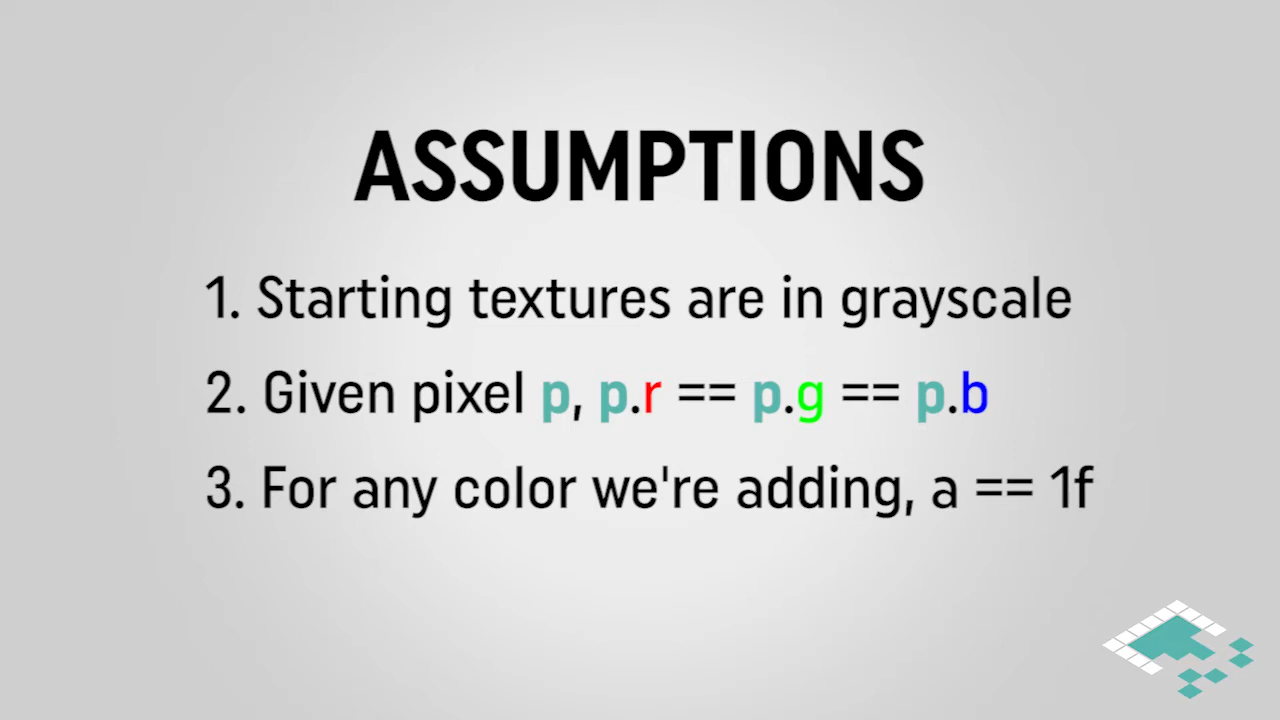 ASSUMPTIONS
1. Starting textures are in grayscale
2. Given pixel p, p.r == p.g == p.b
3. For any color we're adding, a == 1f